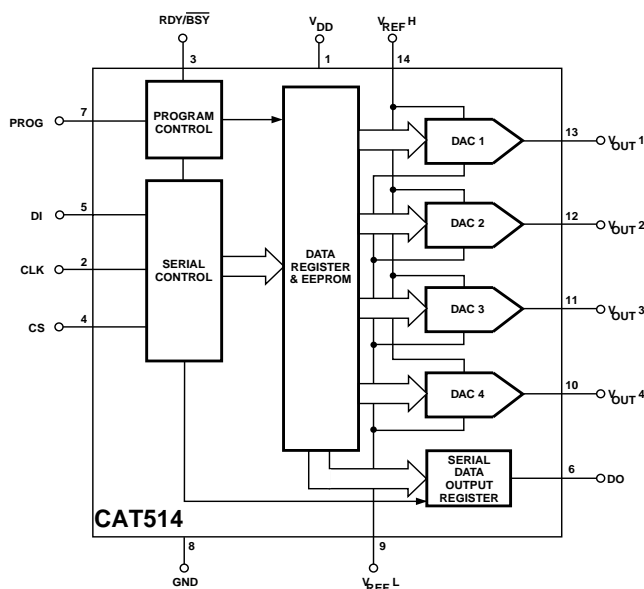 RDY/BSY
VDD
VREF H
3
1
14
7
PROG
PROGRAM
CONTROL
DAC 1
13
VOUT 1
5
DI
DAC 2
12
VOUT 2
2
CLK
SERIAL
CONTROL
DATA
REGISTER
& EEPROM
4
CS
DAC 3
11
VOUT 3
DAC 4
10
VOUT 4
SERIAL
DATA
OUTPUT
REGISTER
6
DO
CAT514
8
9
GND
VREF L